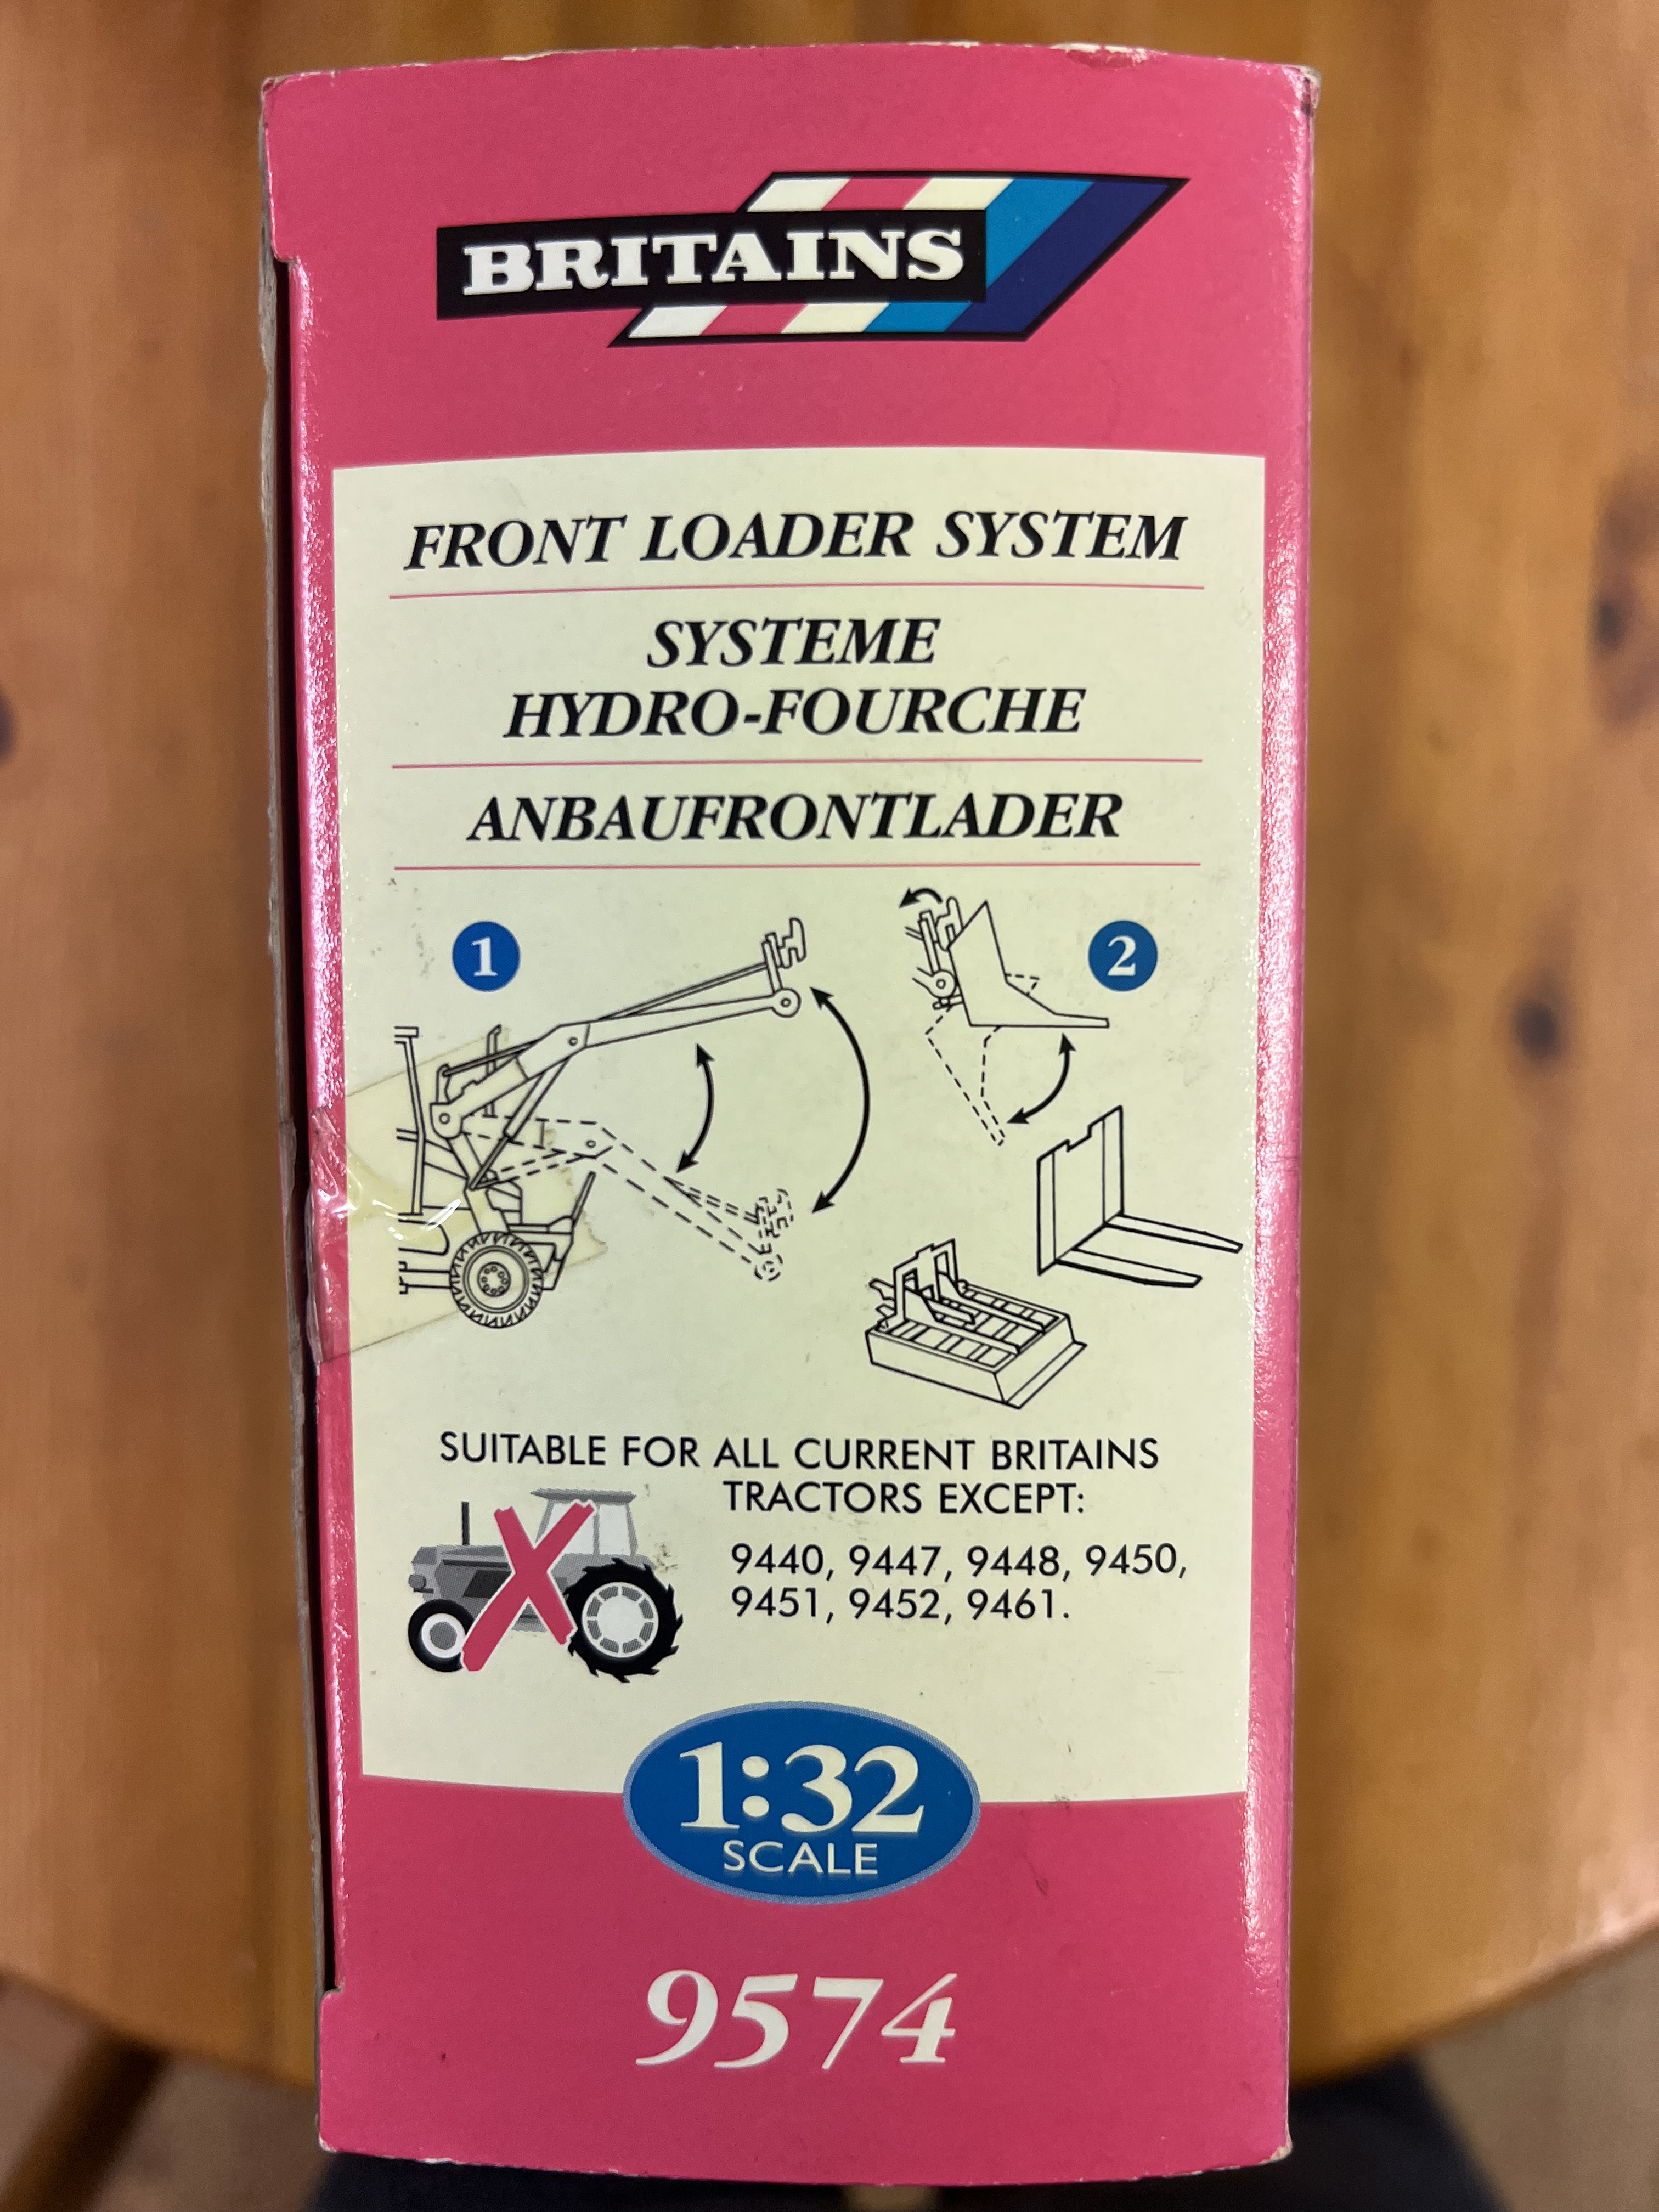 BRITAINS
FRONT LOADER SYSTEM
SYSTEME
HYDRO-FOURCHE
ANBAUFRONTLADER
1
2
SUITABLE FOR ALL CURRENT BRITAINS
TRACTORS EXCEPT:
9440, 9447, 9448, 9450,
9451, 9452, 9461.
1:32
SCALE
9574